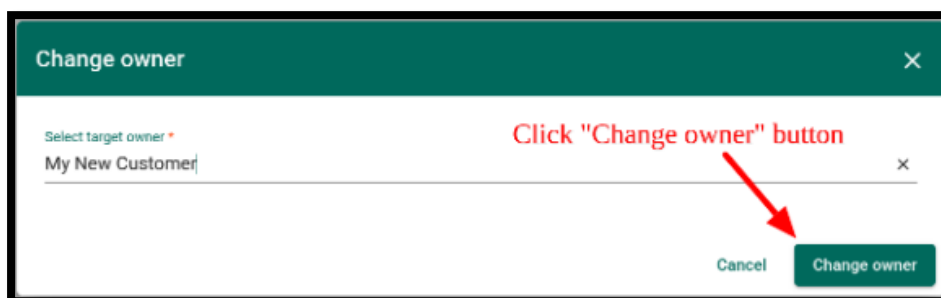 Change owner
Select target owner *
Click "Change owner" button
My New Customer
Cancel
Change owner